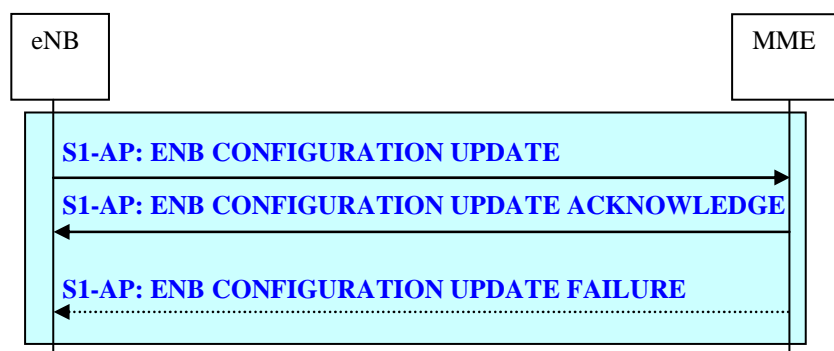 eNB
MME
S1-AP: ENB CONFIGURATION UPDATE
S1-AP: ENB CONFIGURATION UPDATE ACKNOWLEDGE
S1-AP: ENB CONFIGURATION UPDATE FAILURE